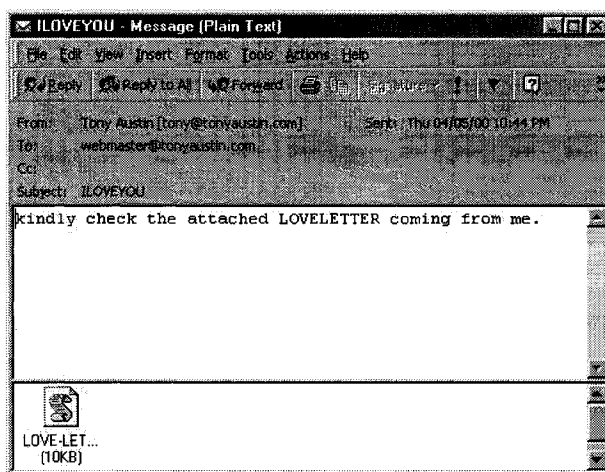 ILOVEYOU - Message (Plain Text)
File Edit View Insert Format Tools Actions Help
Reply Reply to All Forward signature
From: Tony Austin [tony@tonyaustin.com] Sent: Thu 04/05/00 10:44 PM
To: webmaster@tonyaustin.com
Cc:
Subject: ILOVEYOU
kindly check the attached LOVELETTER coming from me.
LOVE-LET...
(10KB)